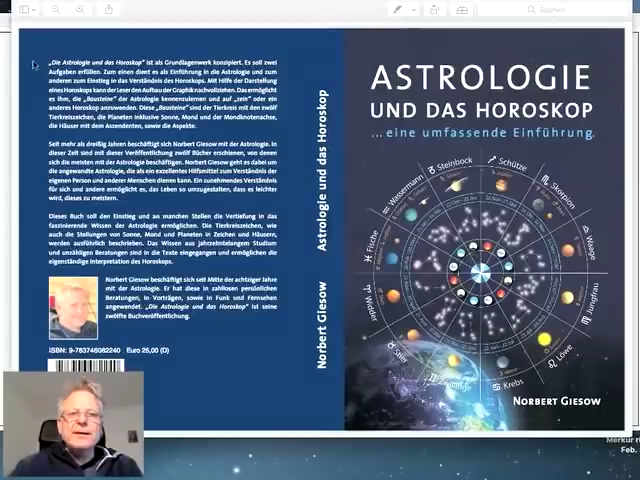 Suchen
„Die Astrologie und das Horoskop“ ist als Grundlagenwerk konzipiert. Es soll zwei
Aufgaben erfüllen. Zum einen dient es als Einführung in die Astrologie und zum
anderen zum Einstieg in das Verständnis des Horoskops. Mit Hilfe der Darstellung
eines Horoskops kann der Leser den Aufbau der Graphik nachvollziehen. Das ermöglicht
es ihm, die „Bausteine“ der Astrologie kennenzulernen und auf „sein“ oder ein
anderes Horoskop anzuwenden. Diese „Bausteine“ sind der Tierkreis mit den zwölf
Tierkreiszeichen, die Planeten inklusive Sonne, Mond und der Mondknotenachse,
die Häuser mit dem Aszendenten, sowie die Aspekte.
Seit mehr als dreißig Jahren beschäftigt sich Norbert Giesow mit der Astrologie. In
dieser Zeit sind mit dieser Veröffentlichung zwölf Bücher erschienen, von denen
sich die meisten mit der Astrologie beschäftigen. Norbert Giesow geht es dabei um
die angewandte Astrologie, die als ein exzellentes Hilfsmittel zum Verständnis der
eigenen Person und anderer Menschen dienen kann. Ein zunehmendes Verständnis
für sich und andere ermöglicht es, das Leben so umzugestalten, dass es leichter
wird, dieses zu meistern.
Dieses Buch soll den Einstieg und an manchen Stellen die Vertiefung in das
faszinierende Wissen der Astrologie ermöglichen. Die Tierkreiszeichen, wie
auch die Stellungen von Sonne, Mond und Planeten in Zeichen und Häusern,
werden ausführlich beschrieben. Das Wissen aus jahrzehntelangem Studium
und unzähligen Beratungen sind in die Texte eingegangen und ermöglichen die
eigenständige Interpretation des Horoskops.
Norbert Giesow beschäftigt sich seit Mitte der achtziger Jahre
mit der Astrologie. Er hat diese in zahllosen persönlichen
Beratungen, in Vorträgen, sowie in Funk und Fernsehen
angewendet. „Die Astrologie und das Horoskop“ ist seine
zwölfte Buchveröffentlichung.
ISBN: 9-783746082240 Euro 25,00 (D)
Norbert Giesow Astrologie und das Horoskop
ASTROLOGIE
UND DAS HOROSKOP
...eine umfassende Einführung.
Steinbock
Schütze
Wassermann
Skorpion
Fische
Waage
Widder
Jungfrau
Stier
Löwe
Zwillinge
Krebs
NORBERT GIESOW
Merkur
Feb.